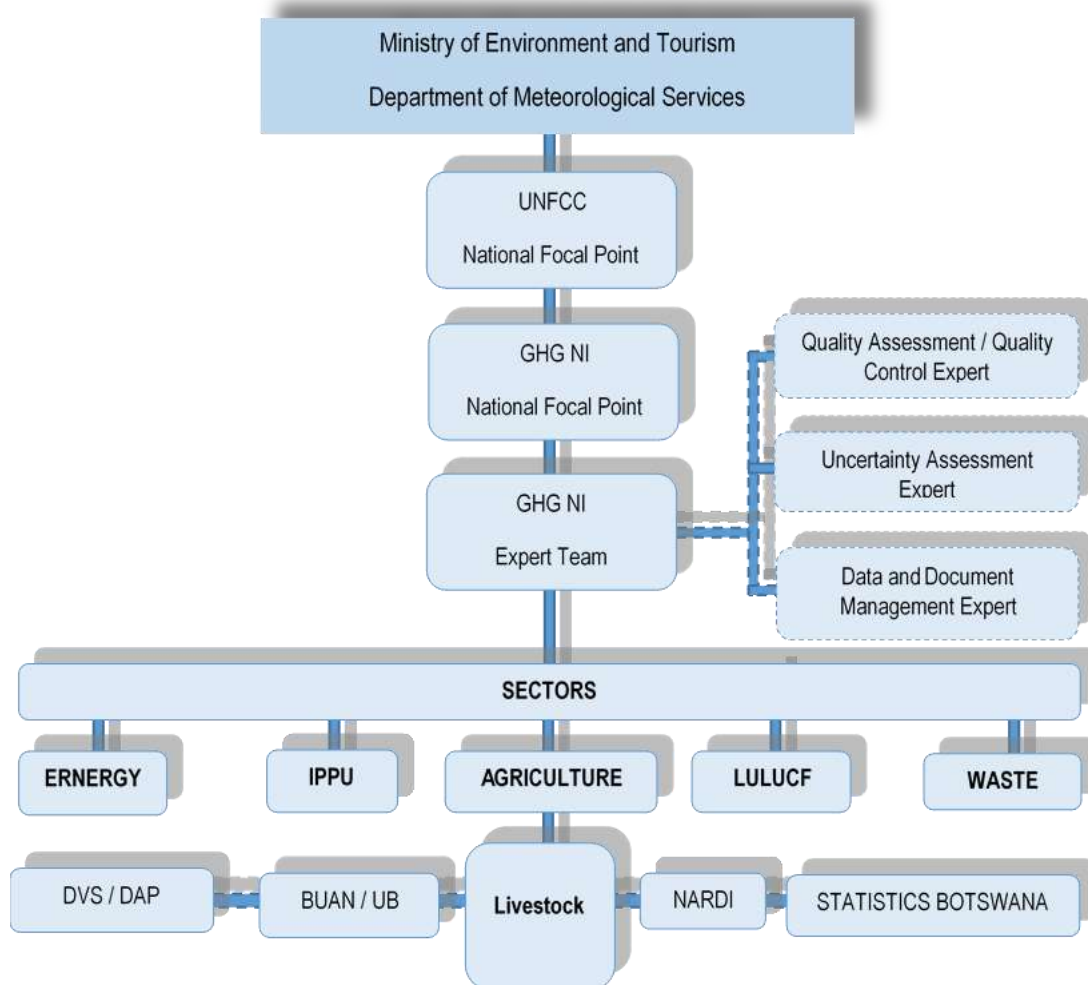 Ministry of Environment and Tourism
Department of Meteorological Services
UNFCC
National Focal Point
GHG NI
National Focal Point
GHG NI
Expert Team
Quality Assessment / Quality
Control Expert
Uncertainty Assessment
Expert
Data and Document
Management Expert
SECTORS
ERNERGY
IPPU
AGRICULTURE
LULUCF
WASTE
DVS / DAP
BUAN / UB
Livestock
NARDI
STATISTICS BOTSWANA